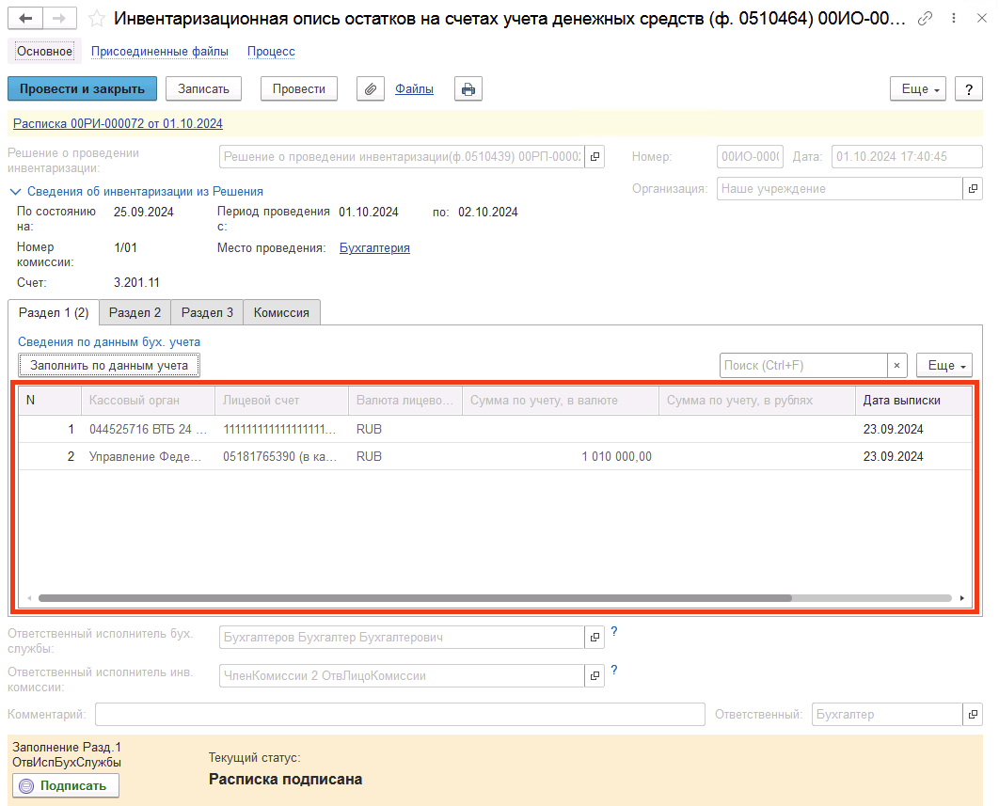 Инвентаризационная опись остатков на счетах учета денежных средств (ф. 0510464) 00ИО-00...
Основное Присоединенные файлы Процесс
Провести и закрыть Записать Провести Файлы Еще ?
Расписка 00РИ-000072 от 01.10.2024
Решение о проведении
инвентаризации:
Решение о проведении инвентаризации(ф.0510439) 00РП-0000 Номер: 00ИО-000 Дата: 01.10.2024 17:40:45
Сведения об инвентаризации из Решения Организация: Наше учреждение
По состоянию
на:
25.09.2024
Период проведения
с:
01.10.2024 по: 02.10.2024
Номер
комиссии:
1/01 Место проведения: Бухгалтерия
Счет: 3.201.11
Раздел 1 (2) Раздел 2 Раздел 3 Комиссия
Сведения по данным бух. учета
Заполнить по данным учета Поиск (Ctrl+F) × Еще
N Кассовый орган Лицевой счет Валюта лицево... Сумма по учету, в валюте Сумма по учету, в рублях Дата выписки
1 044525716 ВТБ 24 ... RUB 23.09.2024
2 Управление Феде... 05181765390 (в ка... RUB 1 010 000,00 23.09.2024
Ответственный исполнитель бух.
службы:
Бухгалтеров Бухгалтер Бухгалтерович ?
Ответственный исполнитель инв.
комиссии:
ЧленКомиссии 2 ОтвЛицоКомиссии ?
Комментарий: Ответственный: Бухгалтер
Заполнение Разд.1
ОтвИспБухСлужбы
Подписать
Текущий статус:
Расписка подписана